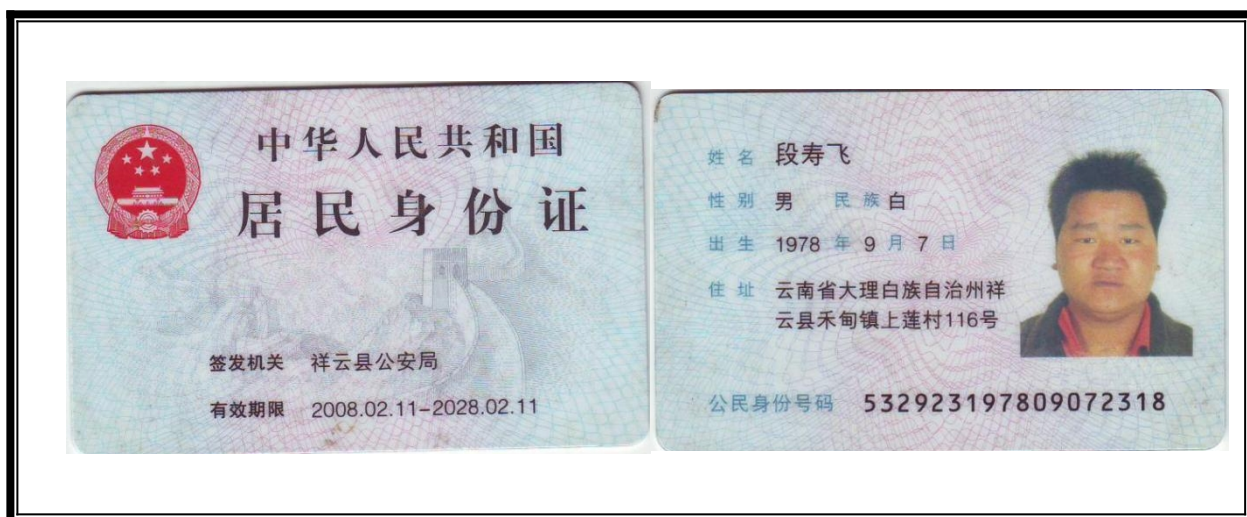 中华人民共和国
居民身份证
签发机关 祥云县公安局
有效期限 2008.02.11-2028.02.11
姓名 段寿飞
性别 男 民族 白
出生 1978 年 9 月 7 日
住址 云南省大理白族自治州祥
云县禾甸镇上莲村116号
公民身份号码 532923197809072318